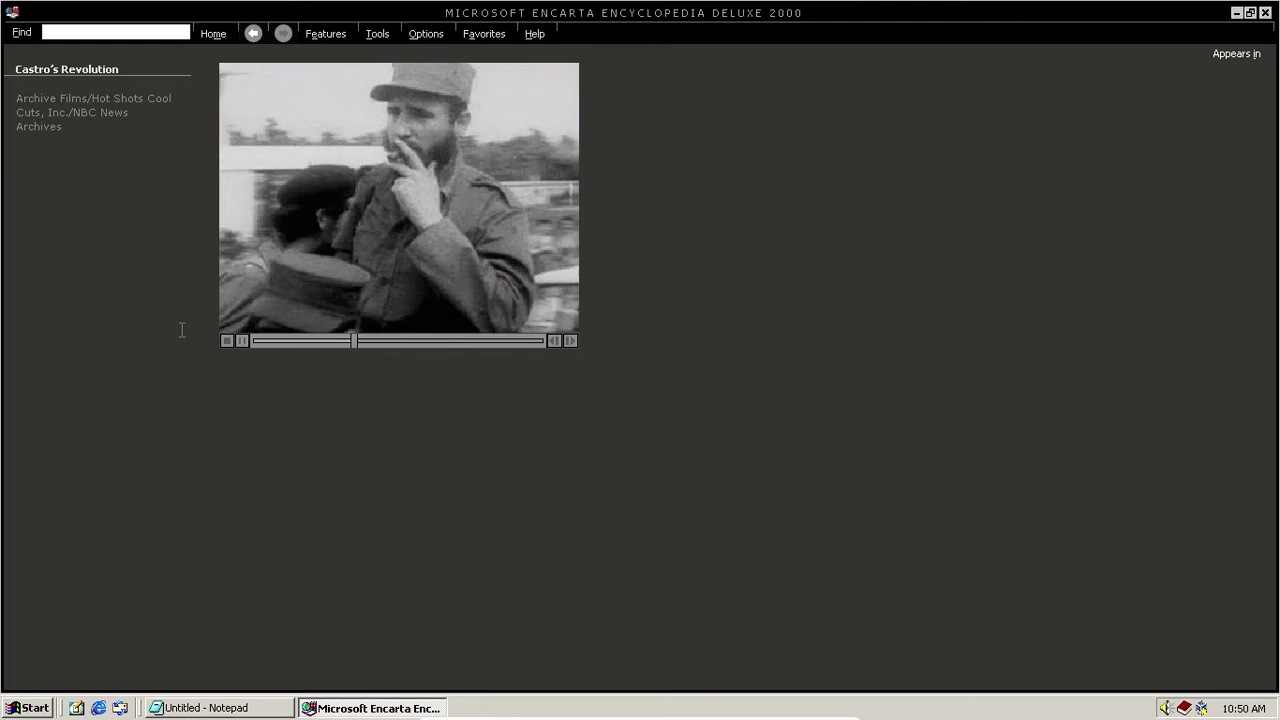 MICROSOFT ENCARTA ENCYCLOPEDIA DELUXE 2000
Find Home Features Tools Options Favorites Help
Appears in
Castro's Revolution
Archive Films/Hot Shots Cool
Cuts, Inc./NBC News
Archives
Start Untitled - Notepad Microsoft Encarta Enc... 10:50 AM